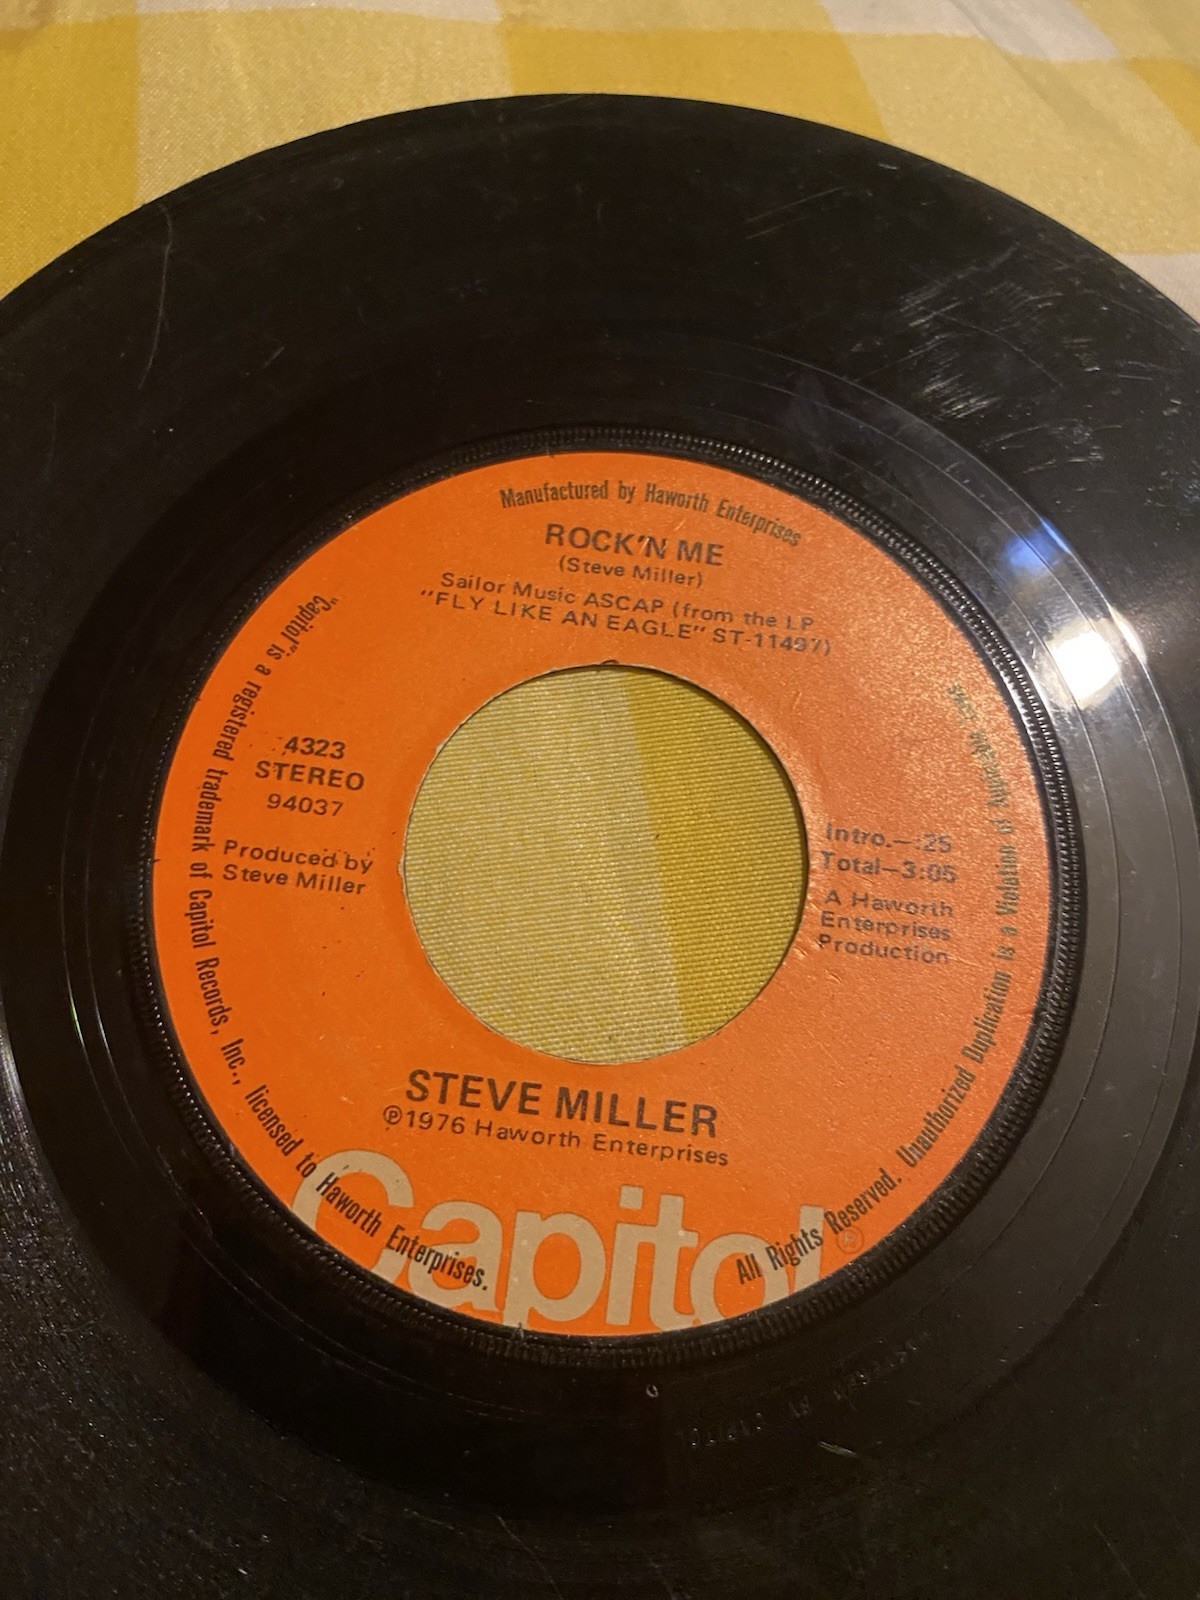 Manufactured by Haworth Enterprises
ROCK'N ME
(Steve Miller)
Sailor Music ASCAP (from the LP
"FLY LIKE AN EAGLE" ST-11497)
4323
STEREO
94037
Produced by
Steve Miller
Intro.—:25
Total—3:05
A Haworth
Enterprises
Production
STEVE MILLER
℗1976 Haworth Enterprises
Capitol
℗
"Capitol" is a registered trademark of Capitol Records, Inc., licensed to Haworth Enterprises.
All Rights Reserved. Unauthorized Duplication is a Violation of Applicable Laws